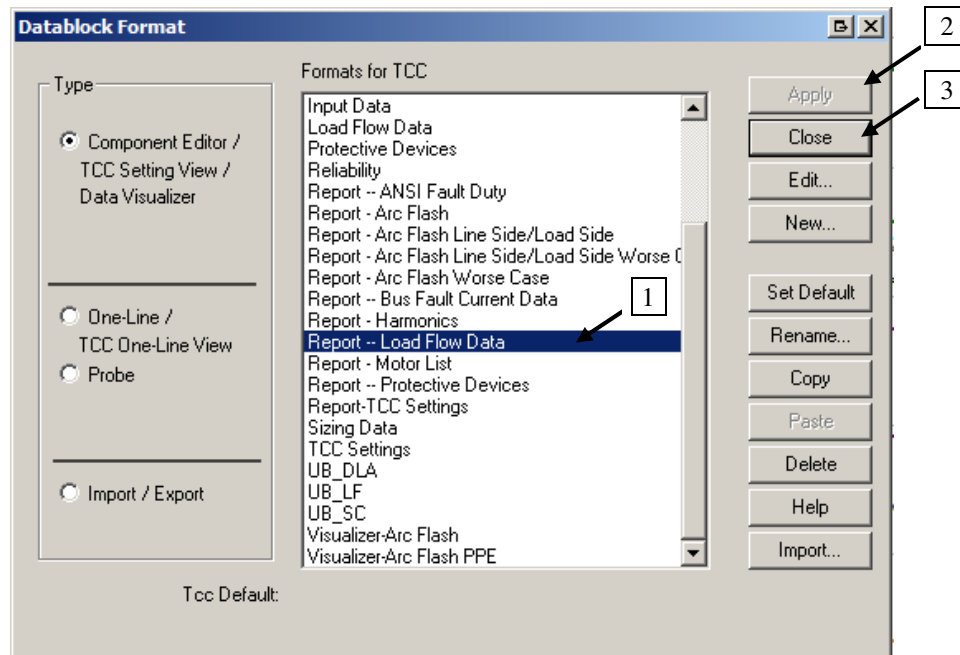 Datablock Format
Type
Component Editor /
TCC Setting View /
Data Visualizer
One-Line /
TCC One-Line View
Probe
Import / Export
Formats for TCC
Input Data
Load Flow Data
Protective Devices
Reliability
Report -- ANSI Fault Duty
Report - Arc Flash
Report - Arc Flash Line Side/Load Side
Report - Arc Flash Line Side/Load Side Worse C
Report - Arc Flash Worse Case
Report -- Bus Fault Current Data
Report - Harmonics
Report -- Load Flow Data
Report - Motor List
Report -- Protective Devices
Report-TCC Settings
Sizing Data
TCC Settings
UB_DLA
UB_LF
UB_SC
Visualizer-Arc Flash
Visualizer-Arc Flash PPE
Tcc Default:
Apply
Close
Edit...
New...
Set Default
Rename...
Copy
Paste
Delete
Help
Import...
1
2
3